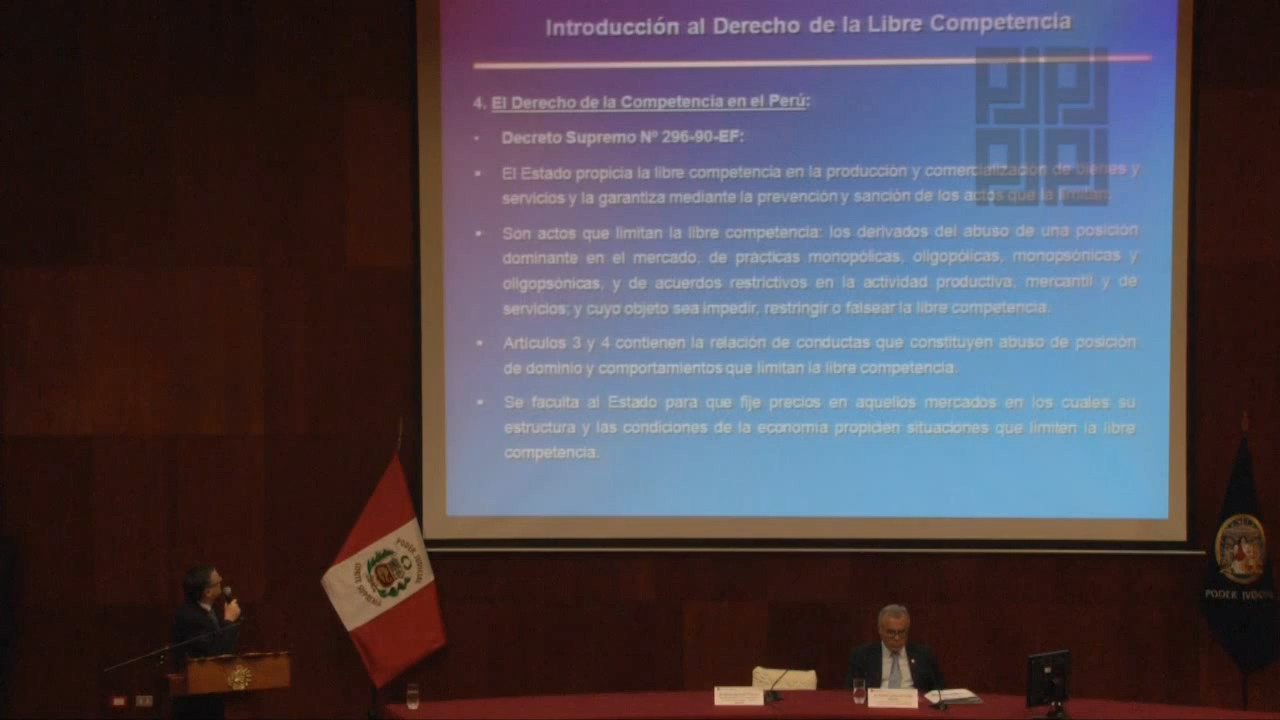 Introducción al Derecho de la Libre Competencia
4. El Derecho de la Competencia en el Perú:
• Decreto Supremo Nº 296-90-EF:
• El Estado propicia la libre competencia en la producción y comercialización de bienes y
servicios y la garantiza mediante la prevención y sanción de los actos que la limitan.
• Son actos que limitan la libre competencia: los derivados del abuso de una posición
dominante en el mercado, de prácticas monopólicas, oligopólicas, monopsónicas y
oligopsónicas, y de acuerdos restrictivos en la actividad productiva, mercantil y de
servicios; y cuyo objeto sea impedir, restringir o falsear la libre competencia.
• Artículos 3 y 4 contienen la relación de conductas que constituyen abuso de posición
de dominio y comportamientos que limitan la libre competencia.
• Se faculta al Estado para que fije precios en aquellos mercados en los cuales su
estructura y las condiciones de la economía propicien situaciones que limiten la libre
competencia.
PODER JUDICIAL
PODER JUDICI